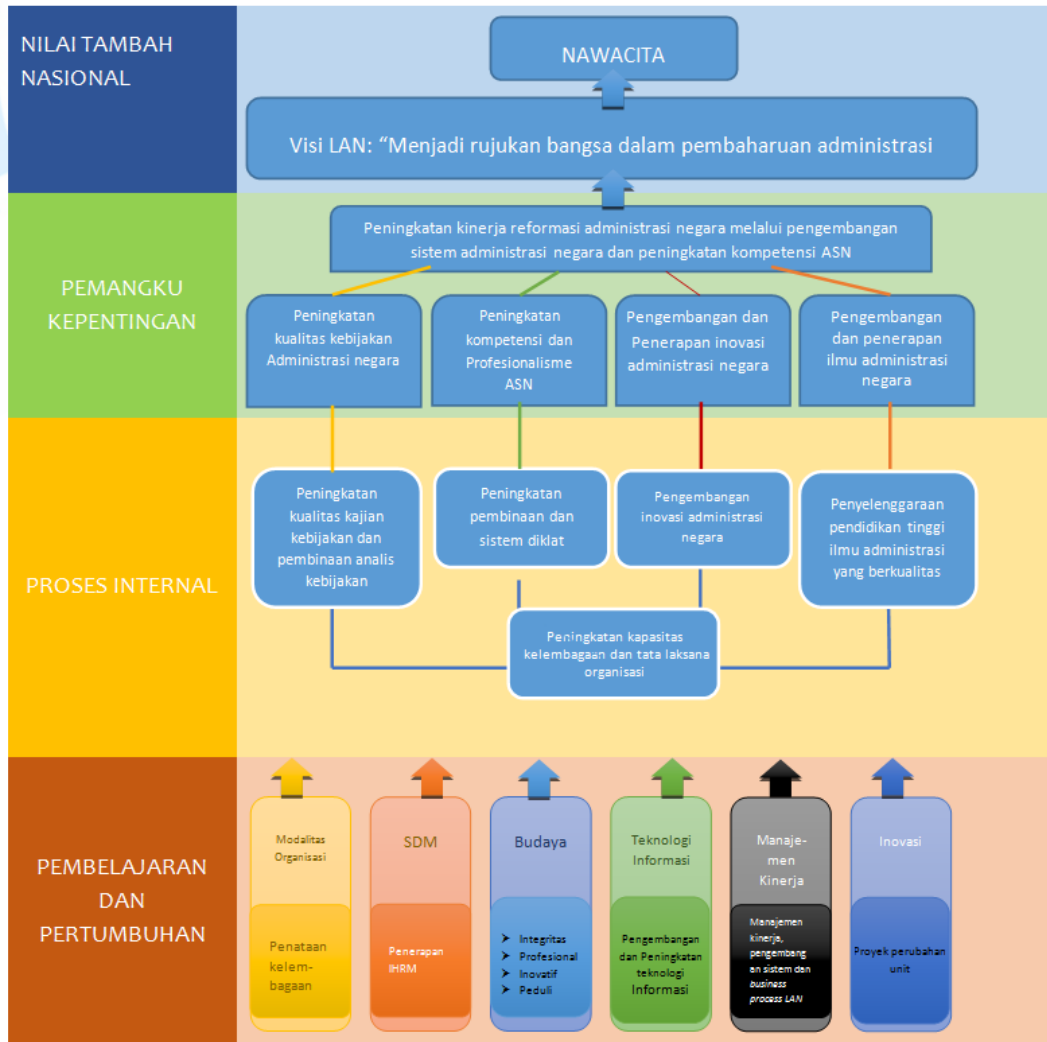 NILAI TAMBAH
NASIONAL
NAWACITA
Visi LAN: “Menjadi rujukan bangsa dalam pembaharuan administrasi
PEMANGKU
KEPENTINGAN
Peningkatan kinerja reformasi administrasi negara melalui pengembangan
sistem administrasi negara dan peningkatan kompetensi ASN
Peningkatan
kualitas kebijakan
Administrasi negara
Peningkatan
kompetensi dan
Profesionalisme
ASN
Pengembangan dan
Penerapan inovasi
administrasi negara
Pengembangan
dan penerapan
ilmu administrasi
negara
PROSES INTERNAL
Peningkatan
kualitas kajian
kebijakan dan
pembinaan analis
kebijakan
Peningkatan
pembinaan dan
sistem diklat
Pengembangan
inovasi administrasi
negara
Penyelenggaraan
pendidikan tinggi
ilmu administrasi
yang berkualitas
Peningkatan kapasitas
kelembagaan dan tata laksana
organisasi
PEMBELAJARAN
DAN
PERTUMBUHAN
Modalitas
Organisasi
Penataan
kelem-
bagaan
SDM
Penerapan
IHRM
Budaya
➤ Integritas
➤ Profesional
➤ Inovatif
➤ Peduli
Teknologi
Informasi
Pengembangan
dan Peningkatan
teknologi
Informasi
Manaje-
men
Kinerja
Manajemen
kinerja,
pengembang
an sistem dan
business
process LAN
Inovasi
Proyek perubahan
unit